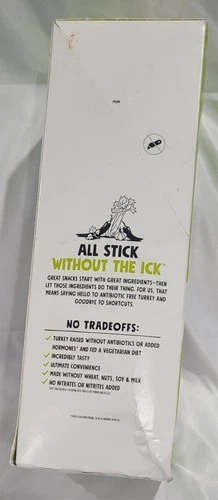 ALL STICK
WITHOUT THE ICK™
GREAT SNACKS START WITH GREAT INGREDIENTS—THEN
LET THOSE INGREDIENTS DO THEIR THING. FOR US, THAT
MEANS SAYING HELLO TO ANTIBIOTIC FREE TURKEY AND
GOODBYE TO SHORTCUTS.
NO TRADEOFFS:
✓ TURKEY RAISED WITHOUT ANTIBIOTICS OR ADDED
HORMONES* AND FED A VEGETARIAN DIET
✓ INCREDIBLY TASTY
✓ ULTIMATE CONVENIENCE
✓ MADE WITHOUT WHEAT, NUTS, SOY & MILK
✓ NO NITRATES OR NITRITES ADDED